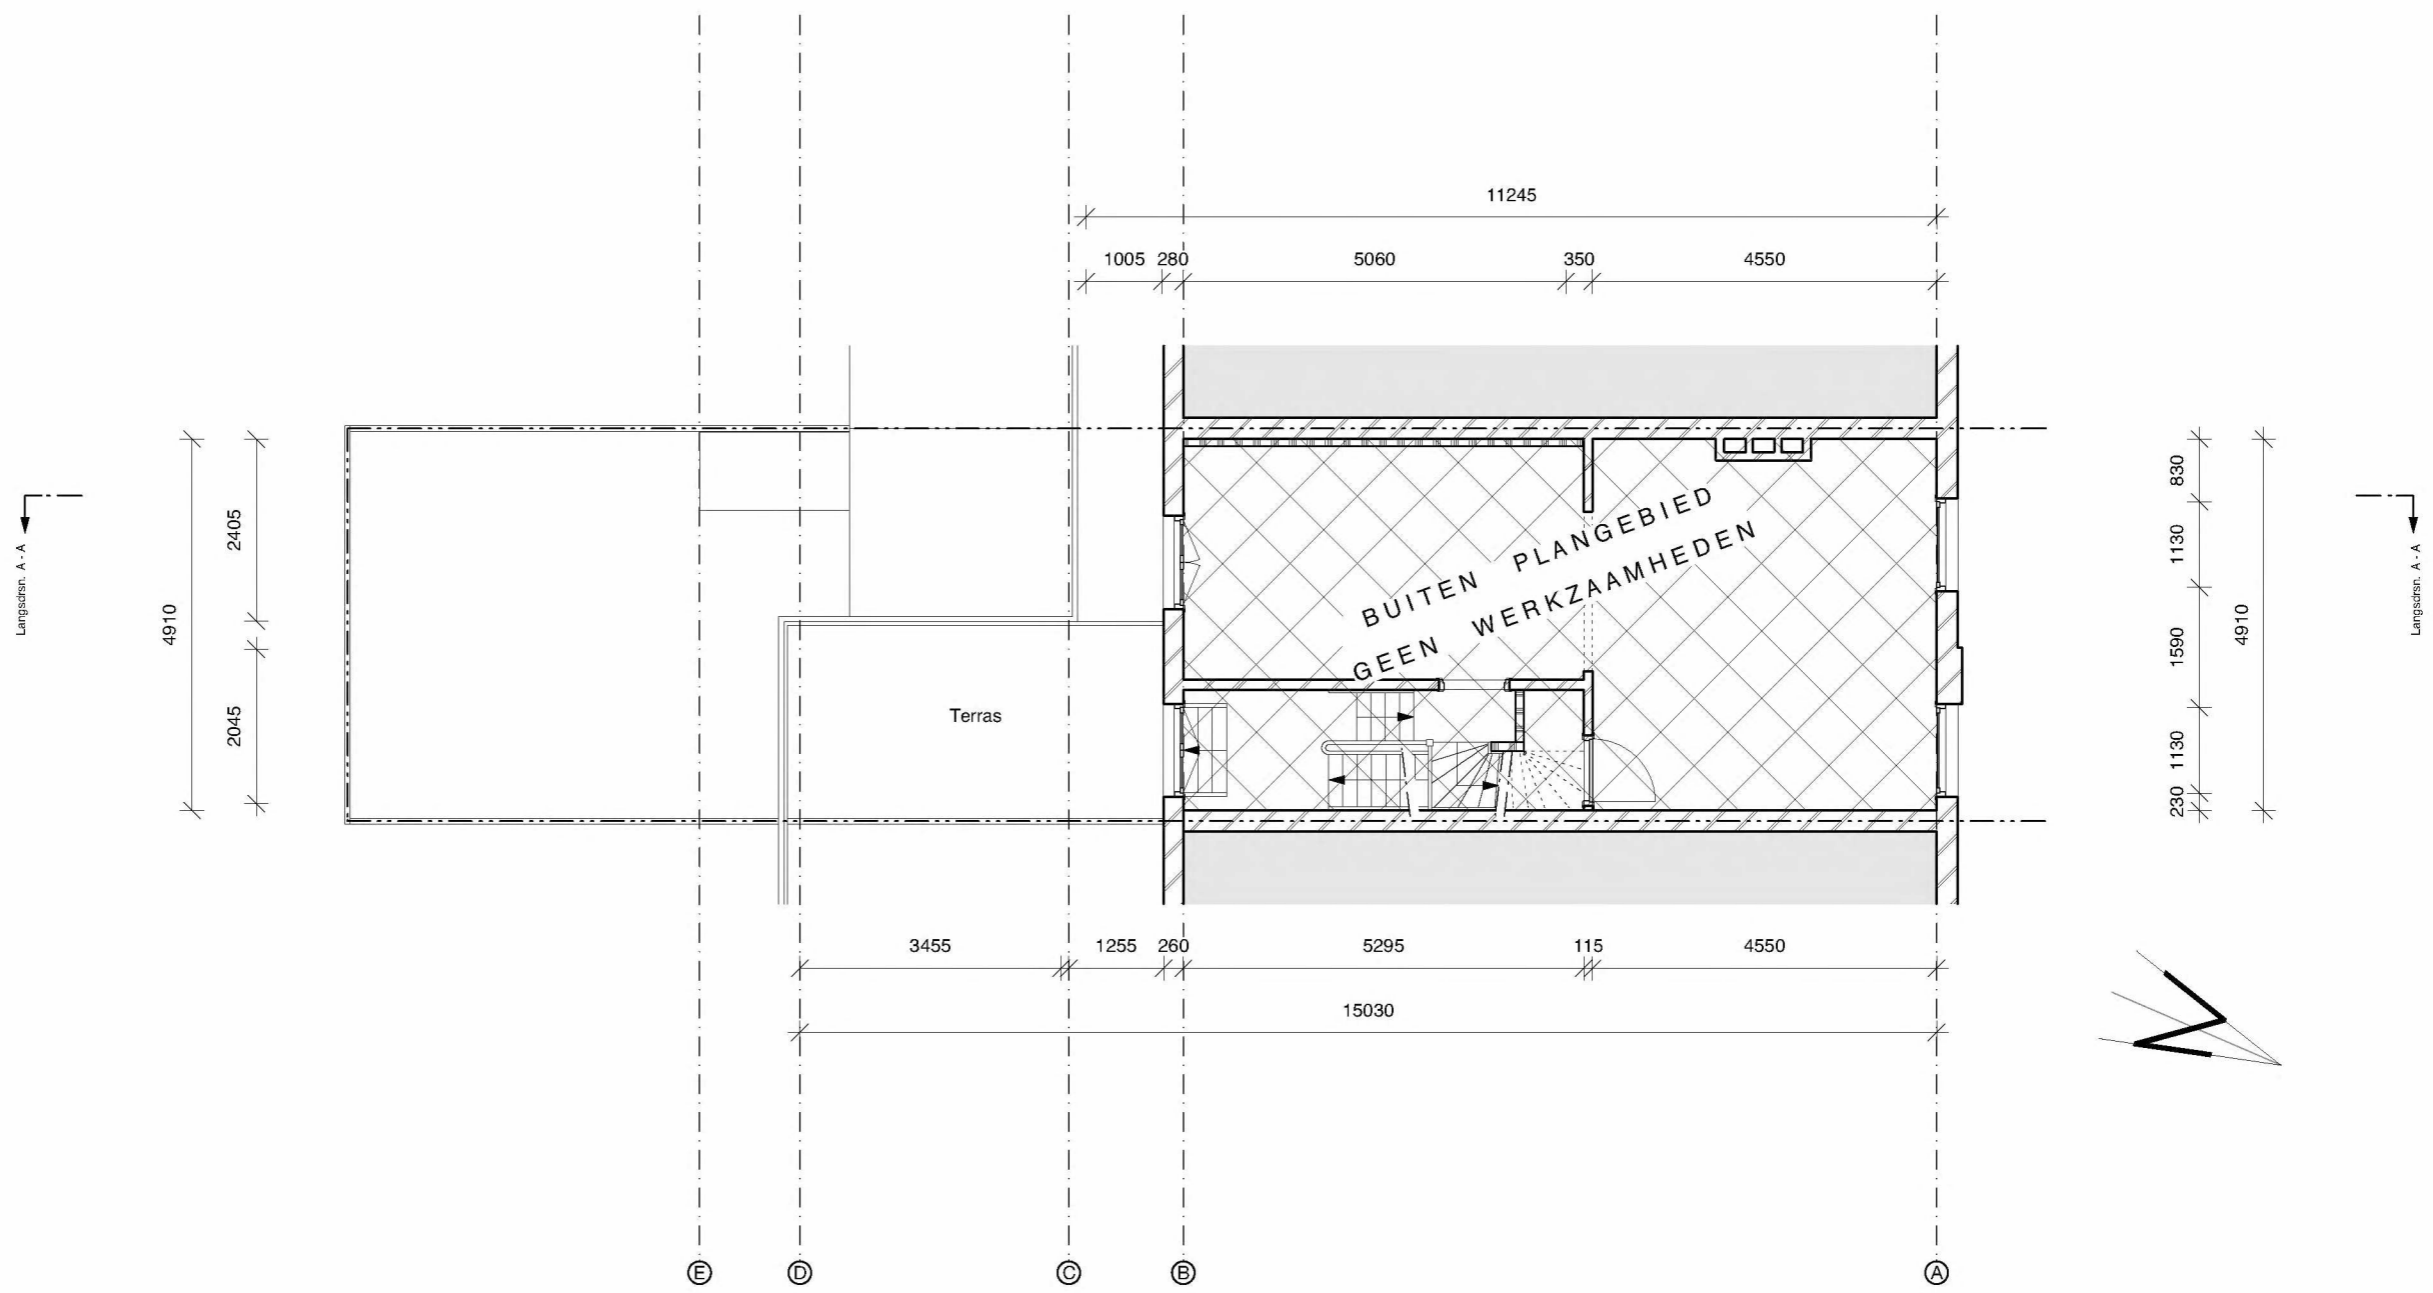 11245
1005 280 5060 350 4550
Langsdrsn. A - A
4910
2405
2045
BUITEN PLANGEBIED
GEEN WERKZAAMHEDEN
Terras
830
1130
1590
1130
230
4910
Langsdrsn. A - A
3455 1255 260 5295 115 4550
15030
E D C B A